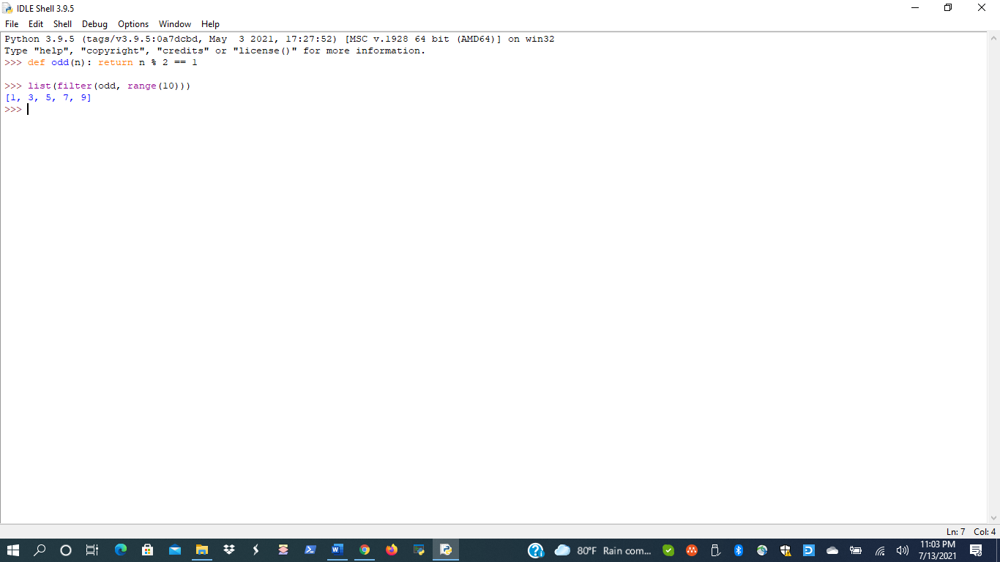 IDLE Shell 3.9.5
File Edit Shell Debug Options Window Help
Python 3.9.5 (tags/v3.9.5:0a7dcbd, May  3 2021, 17:27:52) [MSC v.1928 64 bit (AMD64)] on win32
Type "help", "copyright", "credits" or "license()" for more information.
>>> def odd(n): return n % 2 == 1
>>> list(filter(odd, range(10)))
[1, 3, 5, 7, 9]
>>>
Ln: 7 Col: 4
80°F Rain com...
11:03 PM
7/13/2021